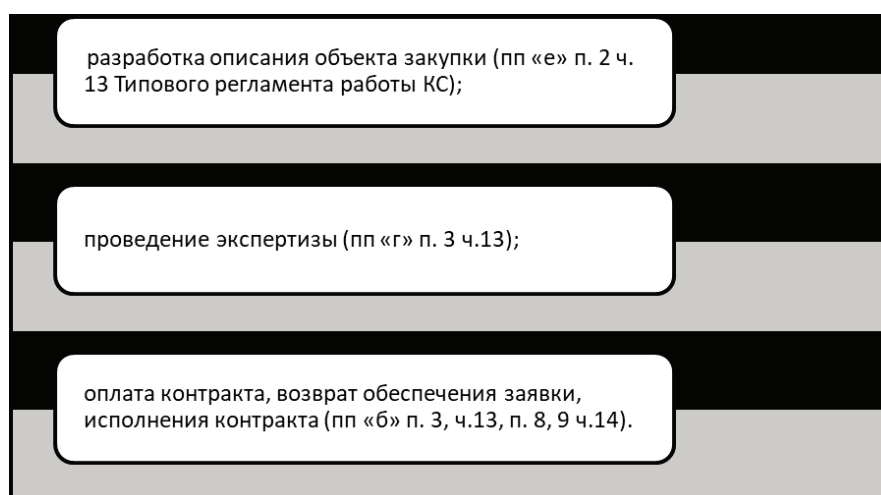 разработка описания объекта закупки (пп «е» п. 2 ч.
13 Типового регламента работы КС);
проведение экспертизы (пп «г» п. 3 ч.13);
оплата контракта, возврат обеспечения заявки,
исполнения контракта (пп «б» п. 3, ч.13, п. 8, 9 ч.14).